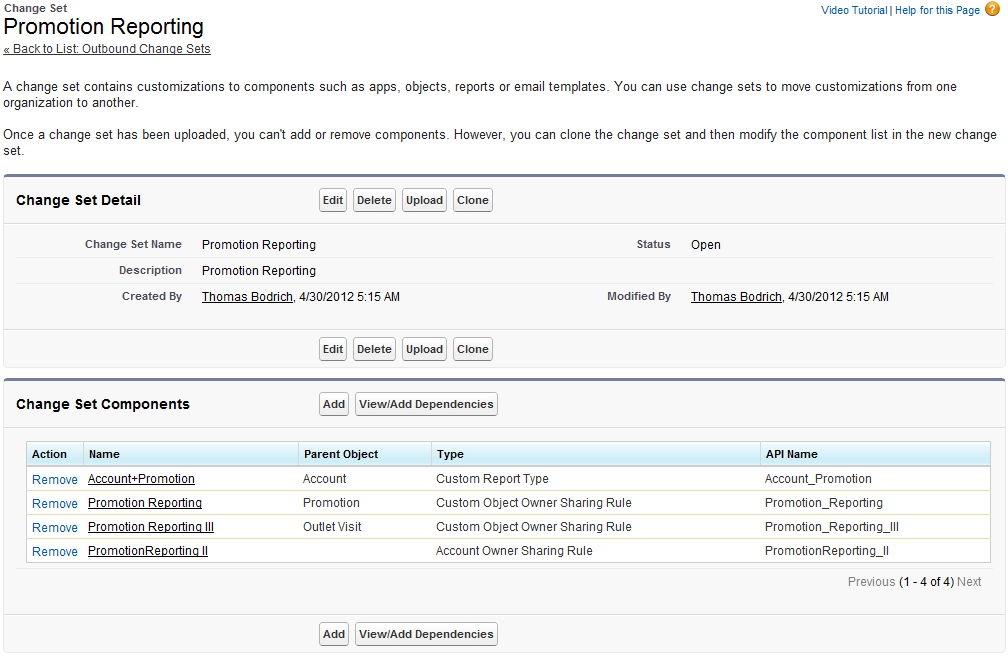 Change Set
Video Tutorial | Help for this Page ?
Promotion Reporting
« Back to List: Outbound Change Sets
A change set contains customizations to components such as apps, objects, reports or email templates. You can use change sets to move customizations from one
organization to another.
Once a change set has been uploaded, you can't add or remove components. However, you can clone the change set and then modify the component list in the new change
set.
Change Set Detail Edit Delete Upload Clone
Change Set Name Promotion Reporting Status Open
Description Promotion Reporting
Created By Thomas Bodrich, 4/30/2012 5:15 AM Modified By Thomas Bodrich, 4/30/2012 5:15 AM
Edit Delete Upload Clone
Change Set Components Add View/Add Dependencies
Action Name Parent Object Type API Name
Remove Account+Promotion Account Custom Report Type Account_Promotion
Remove Promotion Reporting Promotion Custom Object Owner Sharing Rule Promotion_Reporting
Remove Promotion Reporting III Outlet Visit Custom Object Owner Sharing Rule Promotion_Reporting_III
Remove PromotionReporting II Account Owner Sharing Rule PromotionReporting_II
Previous (1 - 4 of 4) Next
Add View/Add Dependencies